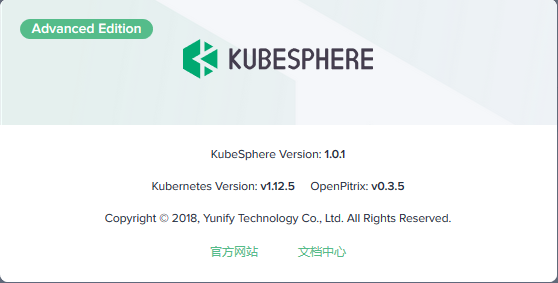 Advanced Edition
KUBESPHERE
KubeSphere Version: 1.0.1
Kubernetes Version: v1.12.5 OpenPitrix: v0.3.5
Copyright © 2018, Yunify Technology Co., Ltd. All Rights Reserved.
官方网站 文档中心